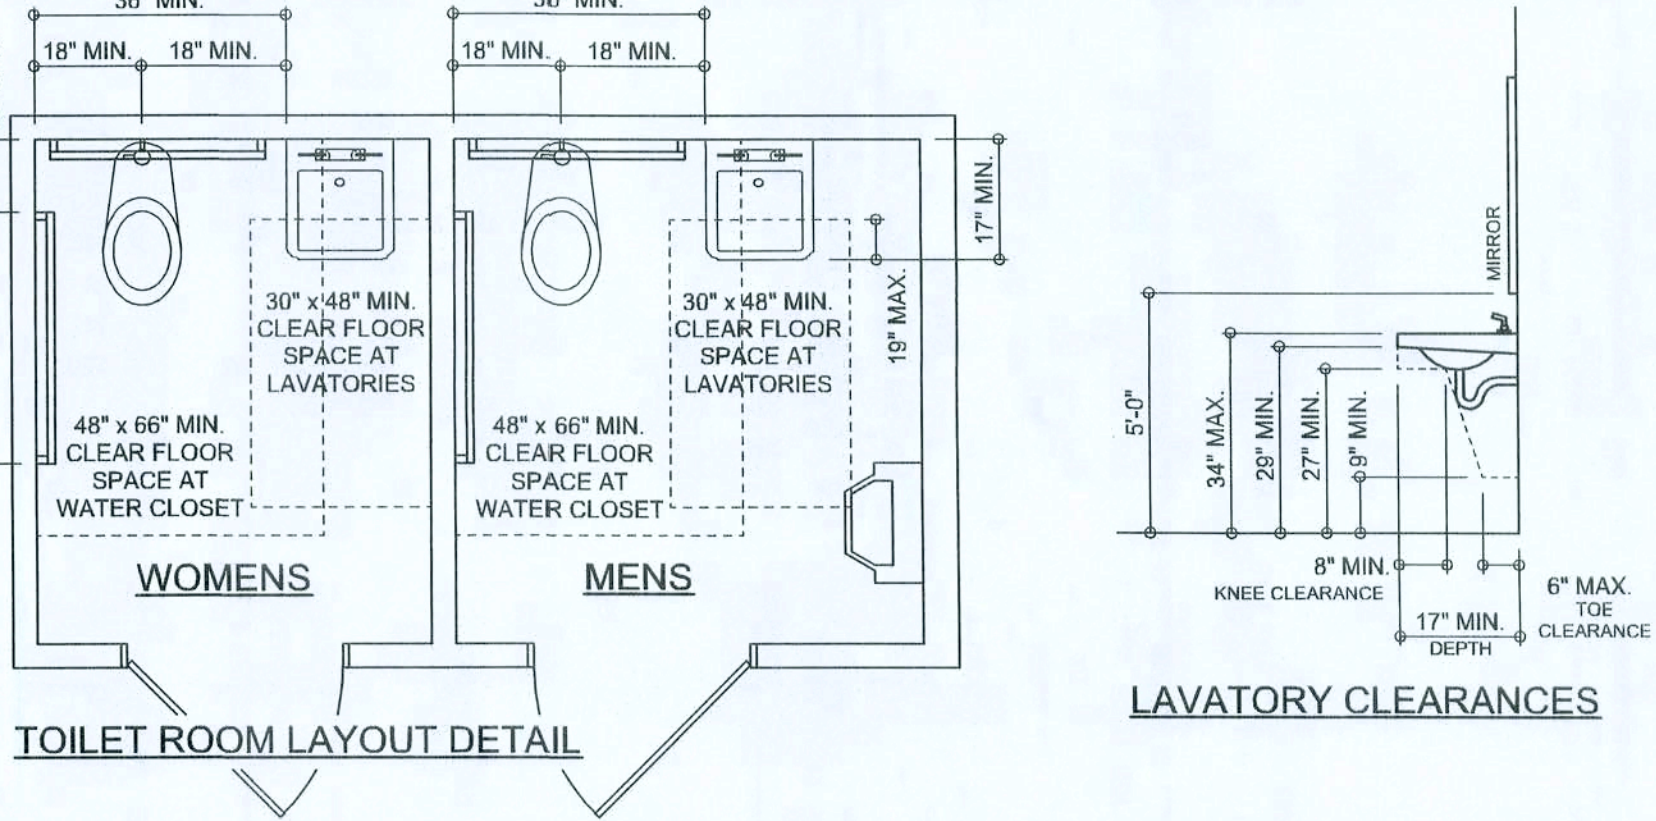 36" MIN.
36" MIN.
18" MIN.
18" MIN.
18" MIN.
18" MIN.
17" MIN.
19" MAX.
30" x 48" MIN.
CLEAR FLOOR
SPACE AT
LAVATORIES
48" x 66" MIN.
CLEAR FLOOR
SPACE AT
WATER CLOSET
WOMENS
30" x 48" MIN.
CLEAR FLOOR
SPACE AT
LAVATORIES
48" x 66" MIN.
CLEAR FLOOR
SPACE AT
WATER CLOSET
MENS
TOILET ROOM LAYOUT DETAIL
MIRROR
5'-0"
34" MAX.
29" MIN.
27" MIN.
9" MIN.
8" MIN.
KNEE CLEARANCE
17" MIN.
DEPTH
6" MAX.
TOE
CLEARANCE
LAVATORY CLEARANCES